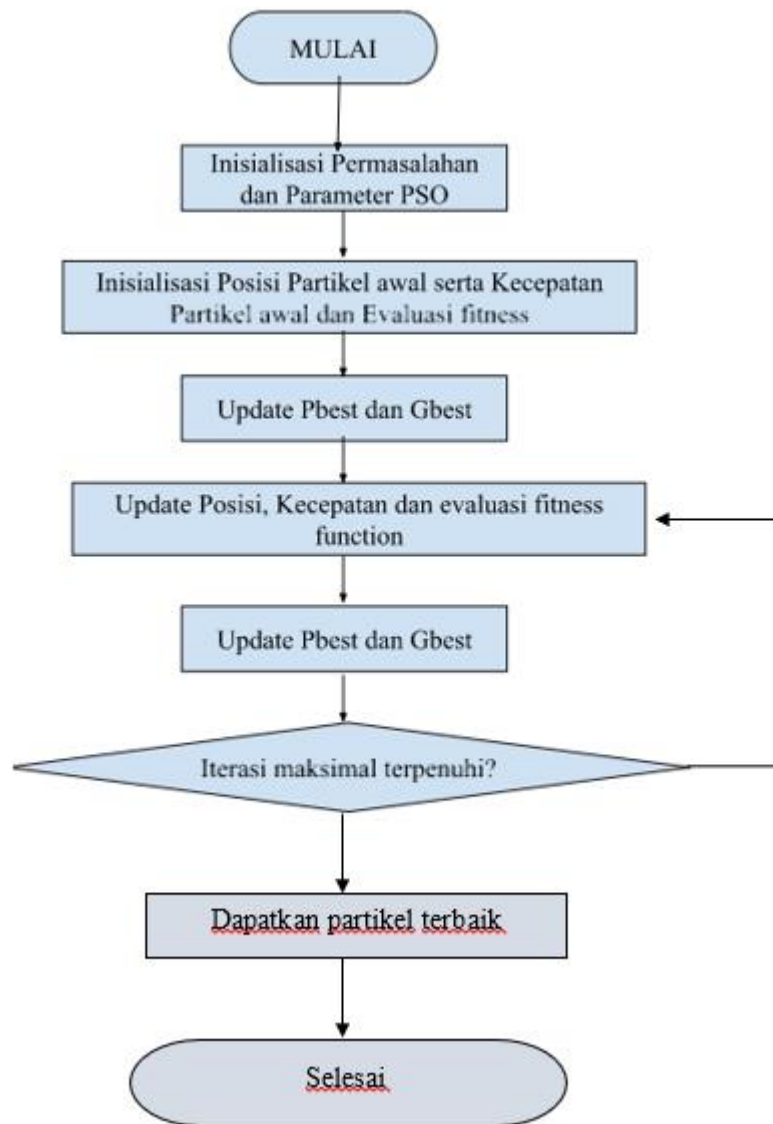 MULAI
Inisialisasi Permasalahan
dan Parameter PSO
Inisialisasi Posisi Partikel awal serta Kecepatan
Partikel awal dan Evaluasi fitness
Update Pbest dan Gbest
Update Posisi, Kecepatan dan evaluasi fitness
function
Update Pbest dan Gbest
Iterasi maksimal terpenuhi?
Dapatkan partikel terbaik
Selesai